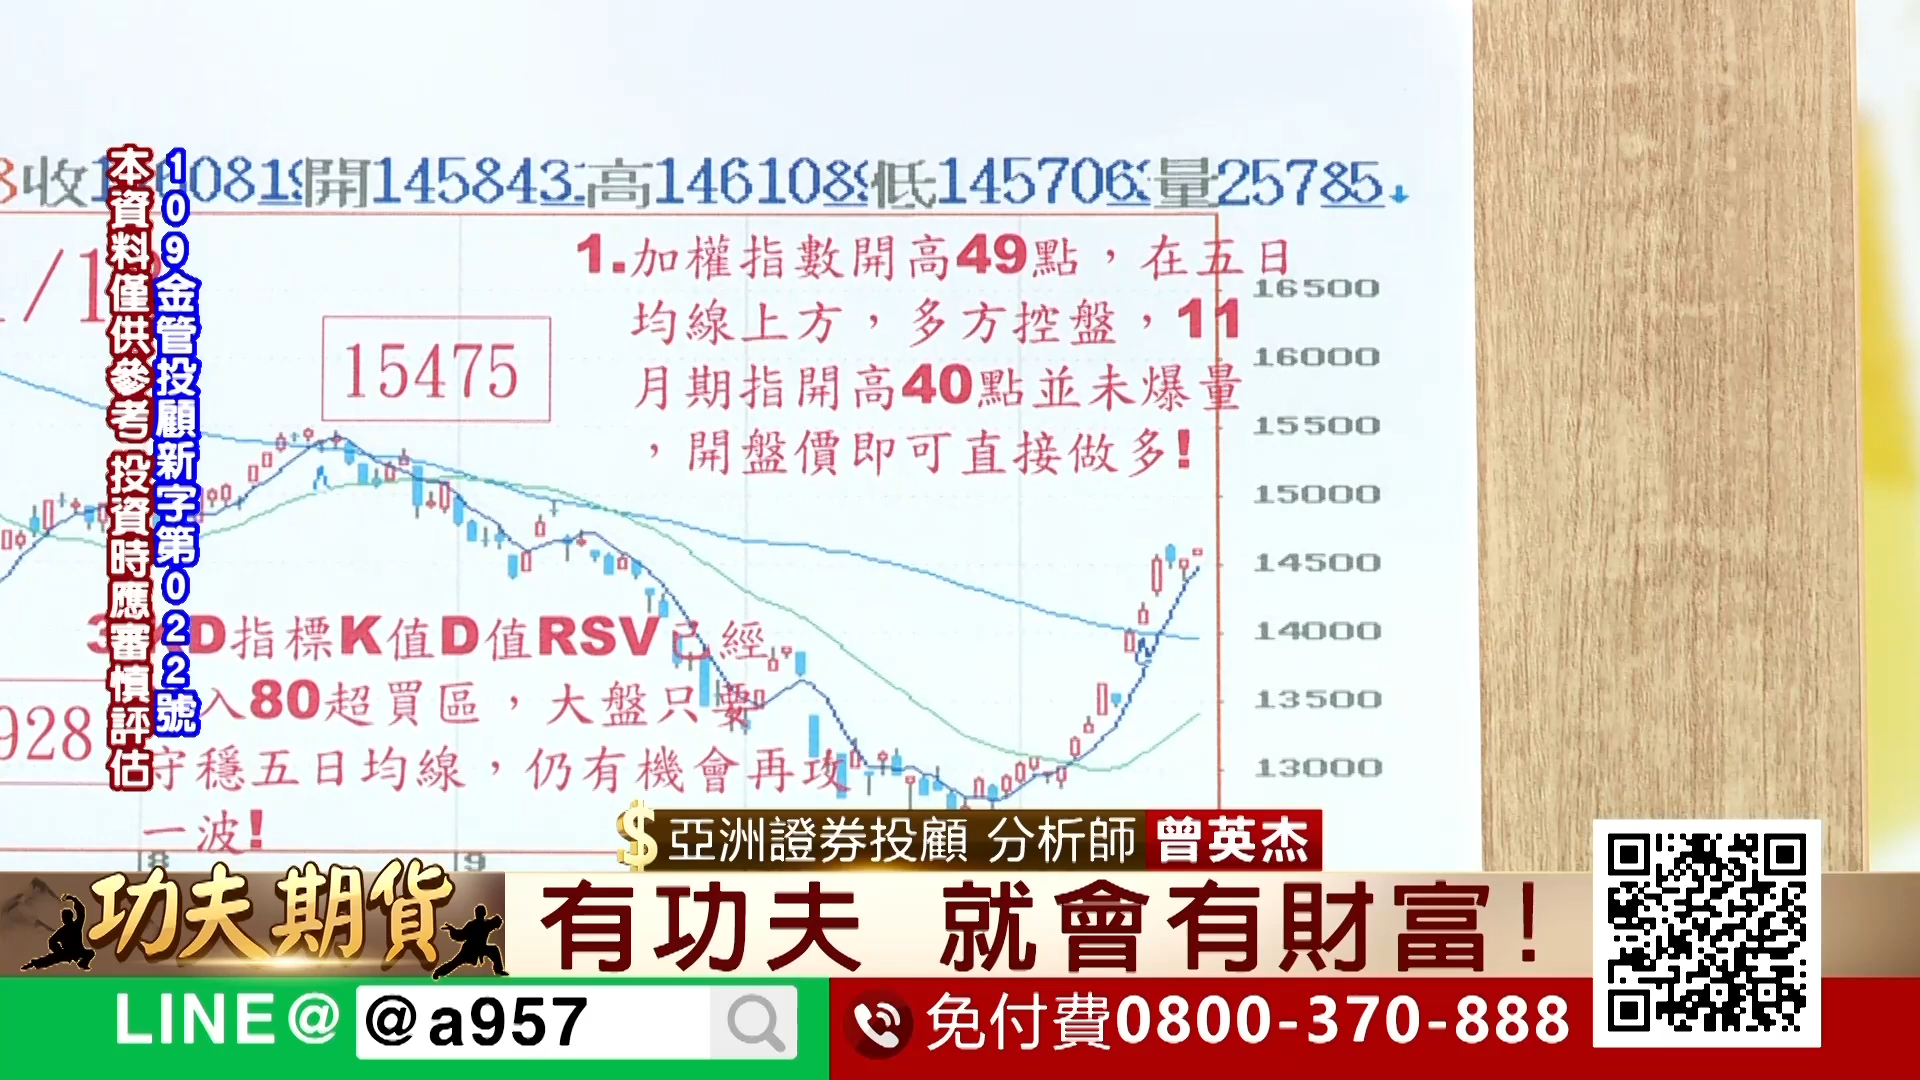 收 開145843 高146108 低145706 量25785
109金管投顧新字第022號
本資料僅供參考投資時應審慎評估
15475
1.加權指數開高49點，在五日
均線上方，多方控盤，11
月期指開高40點並未爆量
，開盤價即可直接做多!
16500
16000
15500
15000
14500
14000
13500
13000
KD指標K值D值RSV已經
入80超買區，大盤只要
守穩五日均線，仍有機會再攻
一波!
928
8
9
$亞洲證券投顧 分析師 曾英杰
功夫期貨
有功夫 就會有財富!
LINE@ @a957
免付費0800-370-888